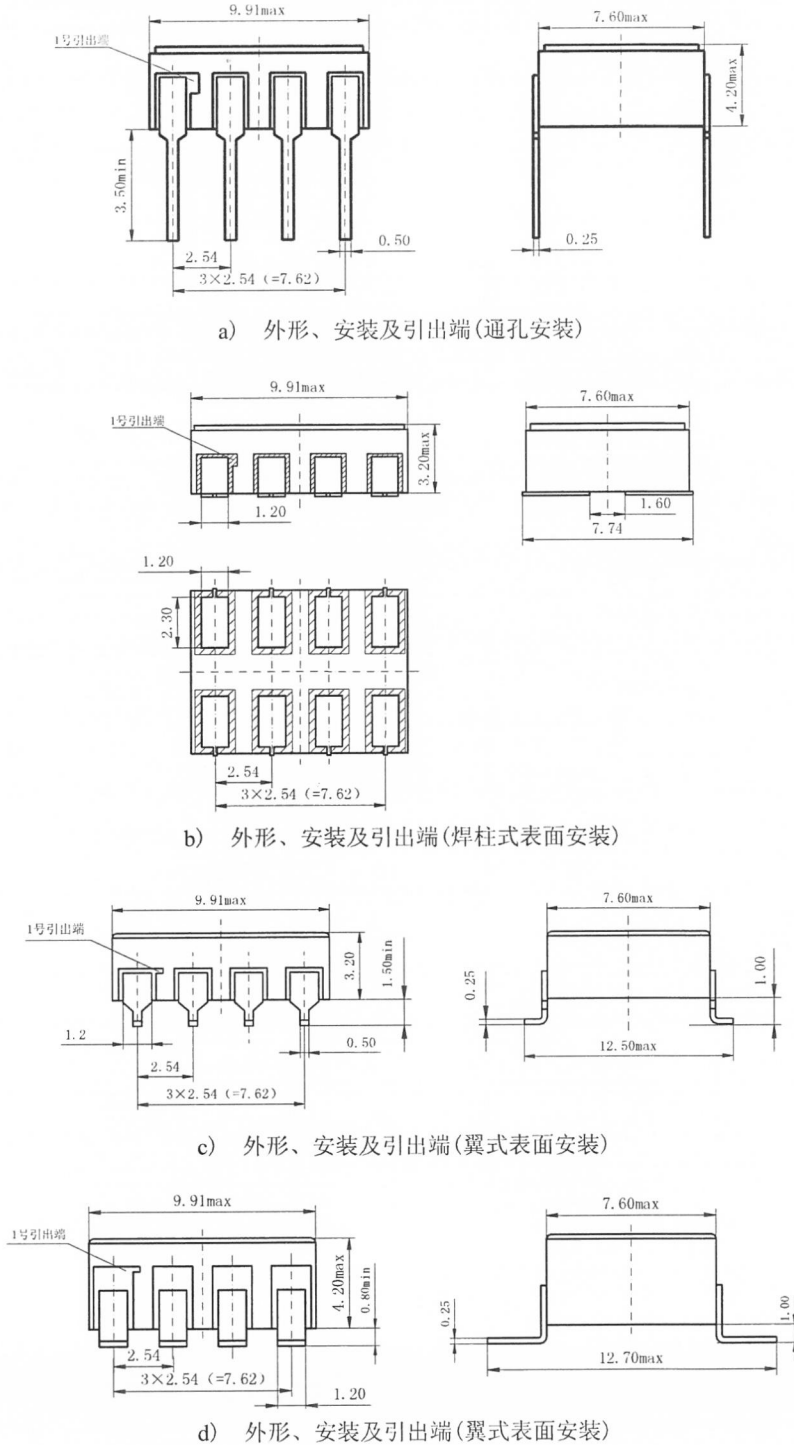 9.91max
7.60max
1号引出端
4.20max
3.50min
0.50
0.25
2.54
3×2.54 (=7.62)
a) 外形、安装及引出端(通孔安装)
9.91max
7.60max
1号引出端
3.20max
1.20
1.60
7.74
1.20
2.30
2.54
3×2.54 (=7.62)
b) 外形、安装及引出端(焊柱式表面安装)
9.91max
7.60max
1号引出端
3.20
1.50min
0.25
1.00
1.2
0.50
12.50max
2.54
3×2.54 (=7.62)
c) 外形、安装及引出端(翼式表面安装)
9.91max
7.60max
1号引出端
4.20max
0.80min
0.25
1.00
2.54
12.70max
3×2.54 (=7.62)
1.20
d) 外形、安装及引出端(翼式表面安装)